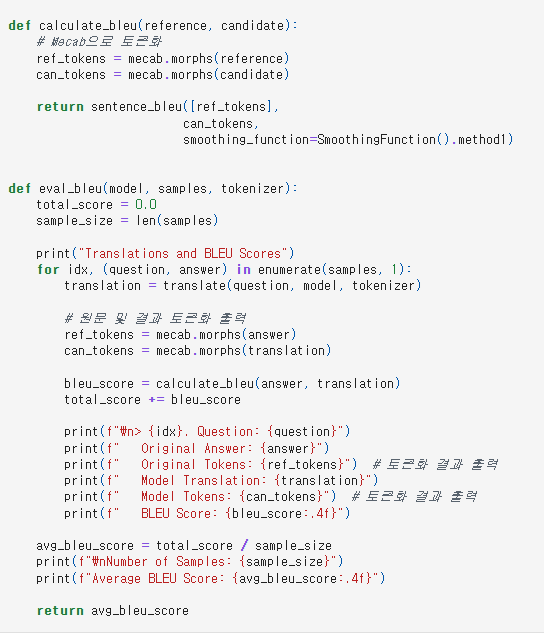 def calculate_bleu(reference, candidate):
    # Mecab으로 토큰화
    ref_tokens = mecab.morphs(reference)
    can_tokens = mecab.morphs(candidate)

    return sentence_bleu([ref_tokens],
                         can_tokens,
                         smoothing_function=SmoothingFunction().method1)


def eval_bleu(model, samples, tokenizer):
    total_score = 0.0
    sample_size = len(samples)

    print("Translations and BLEU Scores")
    for idx, (question, answer) in enumerate(samples, 1):
        translation = translate(question, model, tokenizer)

        # 원문 및 결과 토큰화 출력
        ref_tokens = mecab.morphs(answer)
        can_tokens = mecab.morphs(translation)

        bleu_score = calculate_bleu(answer, translation)
        total_score += bleu_score

        print(f"₩n> {idx}. Question: {question}")
        print(f"   Original Answer: {answer}")
        print(f"   Original Tokens: {ref_tokens}")  # 토큰화 결과 출력
        print(f"   Model Translation: {translation}")
        print(f"   Model Tokens: {can_tokens}")  # 토큰화 결과 출력
        print(f"   BLEU Score: {bleu_score:.4f}")

    avg_bleu_score = total_score / sample_size
    print(f"₩nNumber of Samples: {sample_size}")
    print(f"Average BLEU Score: {avg_bleu_score:.4f}")

    return avg_bleu_score